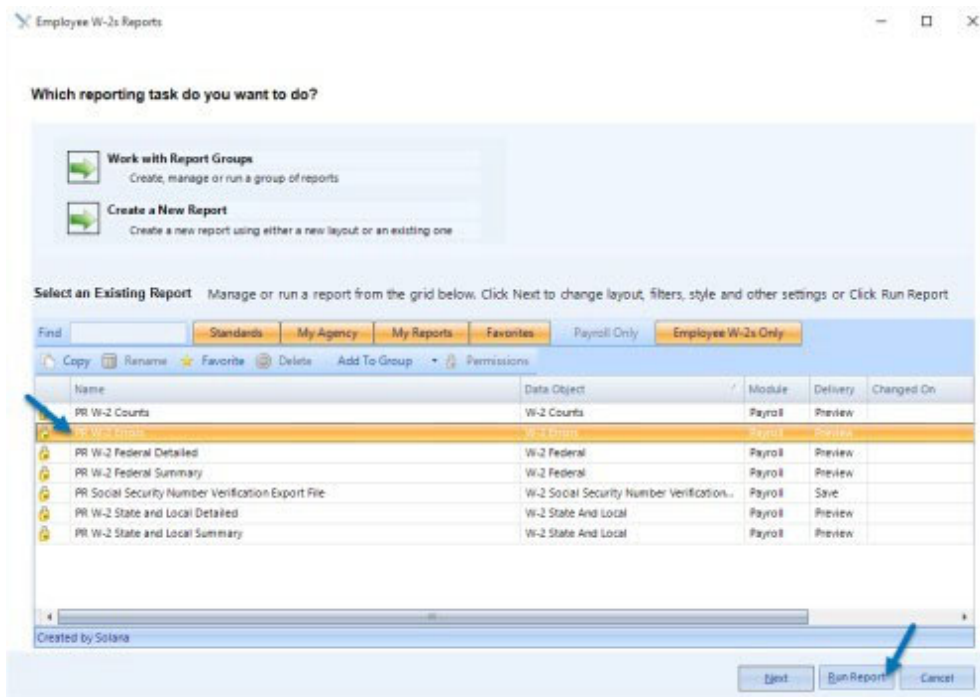 Employee W-2s Reports
Which reporting task do you want to do?
Work with Report Groups
Create, manage or run a group of reports
Create a New Report
Create a new report using either a new layout or an existing one
Select an Existing Report Manage or run a report from the grid below. Click Next to change layout, filters, style and other settings or Click Run Report
Find Standards My Agency My Reports Favorites Payroll Only Employee W-2s Only
Copy Rename Favorite Delete Add To Group Permissions
Name Data Object Module Delivery Changed On
PR W-2 Counts W-2 Counts Payroll Preview
PR W-2 Errors W-2 Errors Payroll Preview
PR W-2 Federal Detailed W-2 Federal Payroll Preview
PR W-2 Federal Summary W-2 Federal Payroll Preview
PR Social Security Number Verification Export File W-2 Social Security Number Verification... Payroll Save
PR W-2 State and Local Detailed W-2 State And Local Payroll Preview
PR W-2 State and Local Summary W-2 State And Local Payroll Preview
Created by Solana
Next Run Report Cancel